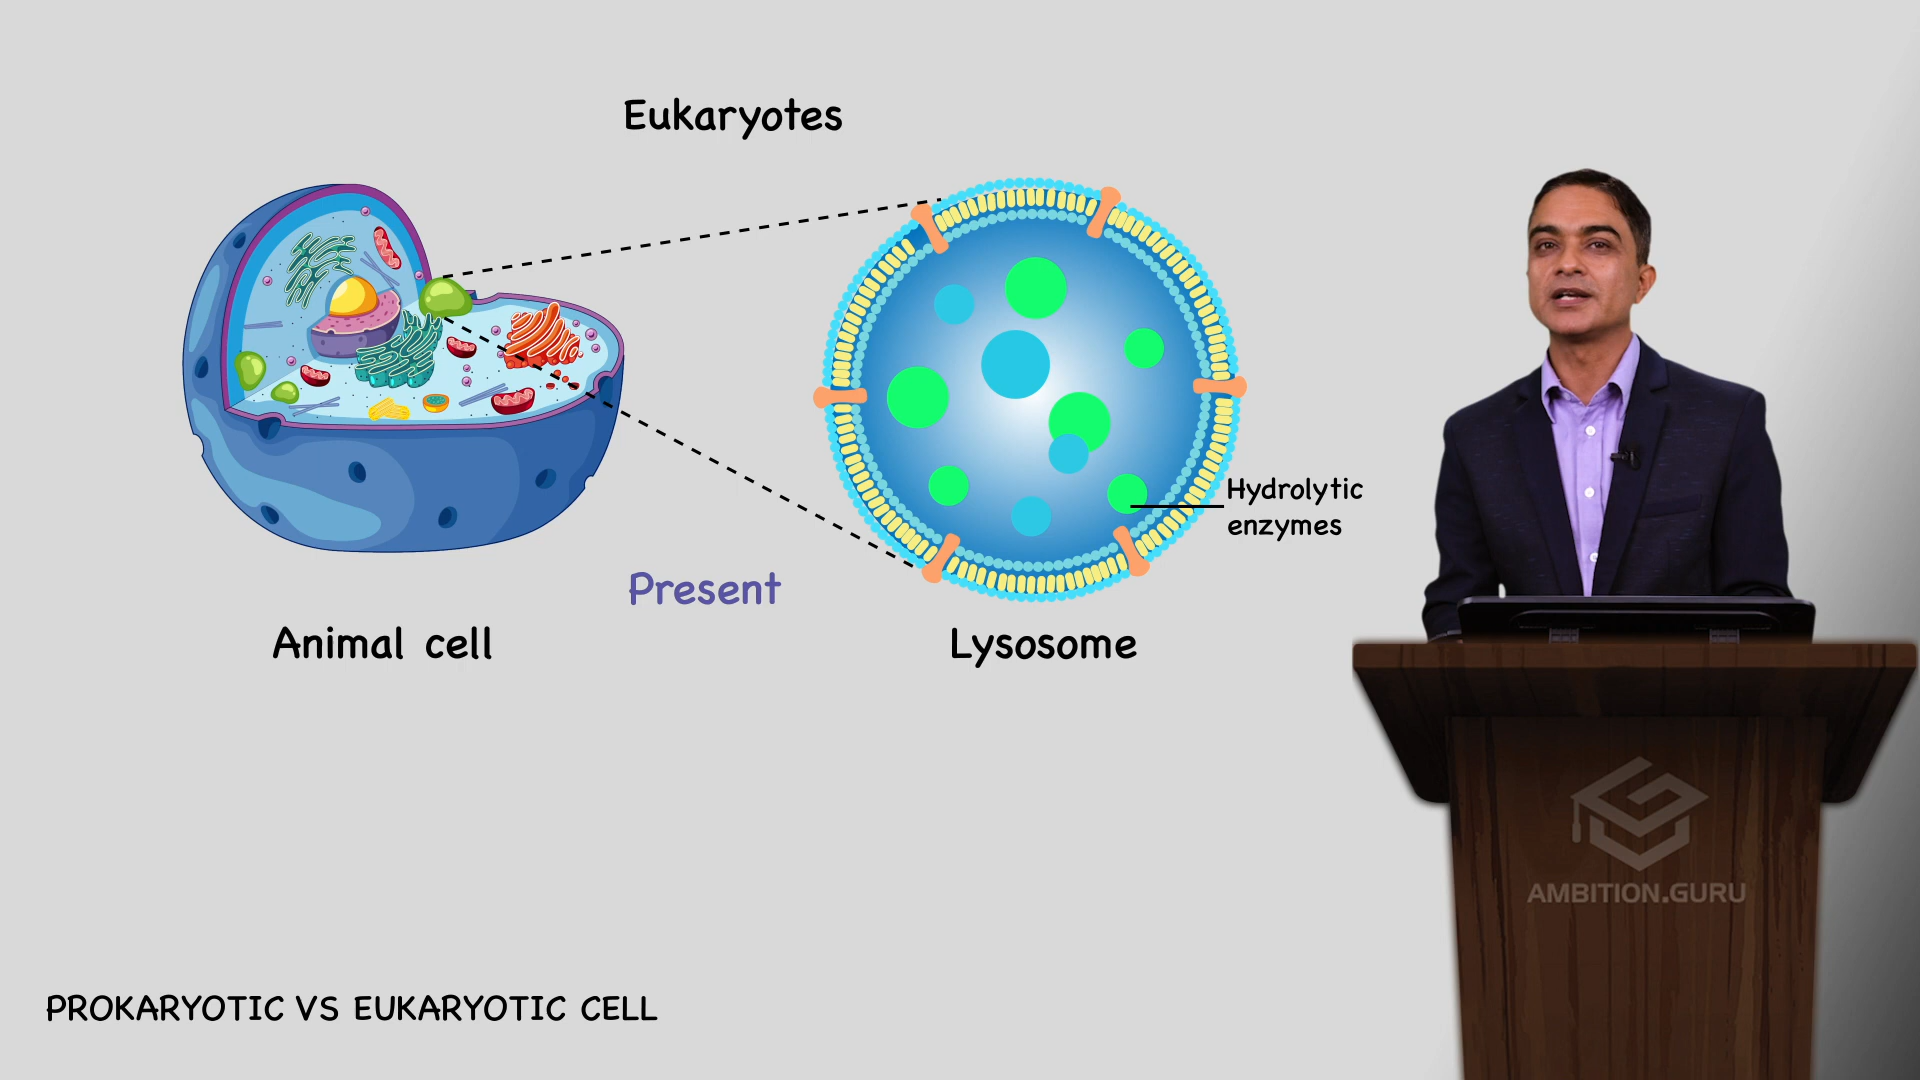 Eukaryotes
Hydrolytic
enzymes
Present
Animal cell
Lysosome
AMBITION.GURU
PROKARYOTIC VS EUKARYOTIC CELL